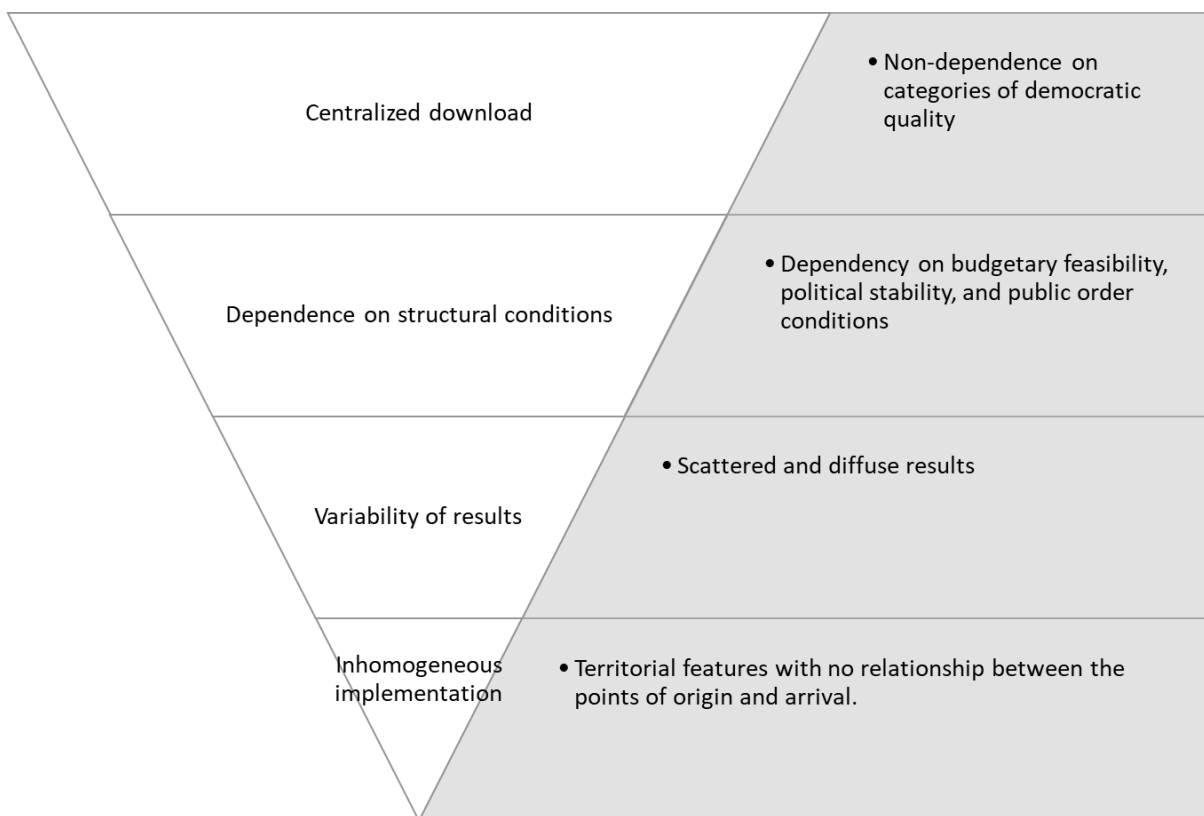 Centralized download
• Non-dependence on
categories of democratic
quality
Dependence on structural conditions
• Dependency on budgetary feasibility,
political stability, and public order
conditions
Variability of results
• Scattered and diffuse results
Inhomogeneous
implementation
• Territorial features with no relationship between the
points of origin and arrival.